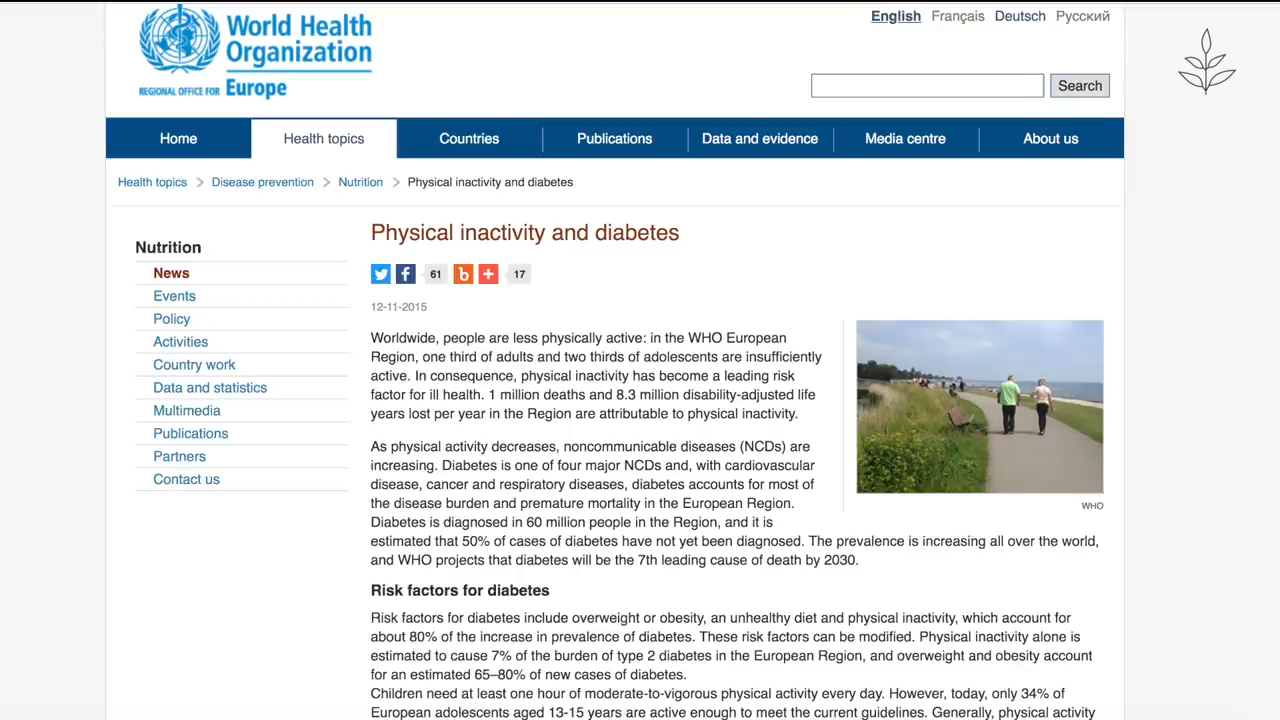 World Health
Organization
REGIONAL OFFICE FOR Europe
English Français Deutsch Русский
Search
Home Health topics Countries Publications Data and evidence Media centre About us
Health topics > Disease prevention > Nutrition > Physical inactivity and diabetes
Nutrition
News
Events
Policy
Activities
Country work
Data and statistics
Multimedia
Publications
Partners
Contact us
Physical inactivity and diabetes
61 17
12-11-2015
Worldwide, people are less physically active: in the WHO European
Region, one third of adults and two thirds of adolescents are insufficiently
active. In consequence, physical inactivity has become a leading risk
factor for ill health. 1 million deaths and 8.3 million disability-adjusted life
years lost per year in the Region are attributable to physical inactivity.
WHO
As physical activity decreases, noncommunicable diseases (NCDs) are
increasing. Diabetes is one of four major NCDs and, with cardiovascular
disease, cancer and respiratory diseases, diabetes accounts for most of
the disease burden and premature mortality in the European Region.
Diabetes is diagnosed in 60 million people in the Region, and it is
estimated that 50% of cases of diabetes have not yet been diagnosed. The prevalence is increasing all over the world,
and WHO projects that diabetes will be the 7th leading cause of death by 2030.
Risk factors for diabetes
Risk factors for diabetes include overweight or obesity, an unhealthy diet and physical inactivity, which account for
about 80% of the increase in prevalence of diabetes. These risk factors can be modified. Physical inactivity alone is
estimated to cause 7% of the burden of type 2 diabetes in the European Region, and overweight and obesity account
for an estimated 65–80% of new cases of diabetes.
Children need at least one hour of moderate-to-vigorous physical activity every day. However, today, only 34% of
European adolescents aged 13-15 years are active enough to meet the current guidelines. Generally, physical activity